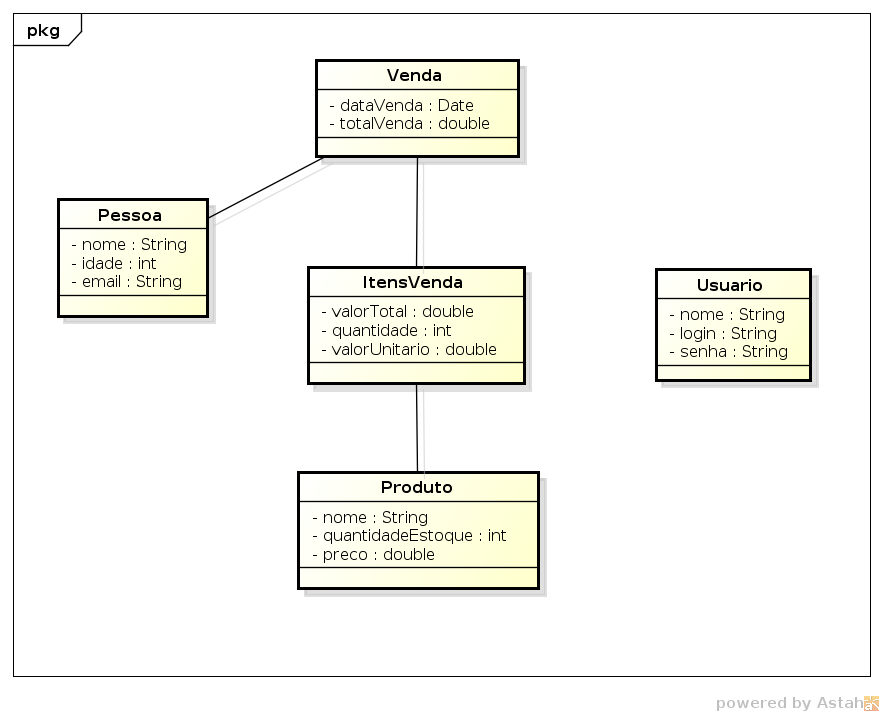 pkg
Venda
- dataVenda : Date
- totalVenda : double
Pessoa
- nome : String
- idade : int
- email : String
ItensVenda
- valorTotal : double
- quantidade : int
- valorUnitario : double
Usuario
- nome : String
- login : String
- senha : String
Produto
- nome : String
- quantidadeEstoque : int
- preco : double
powered by Astah